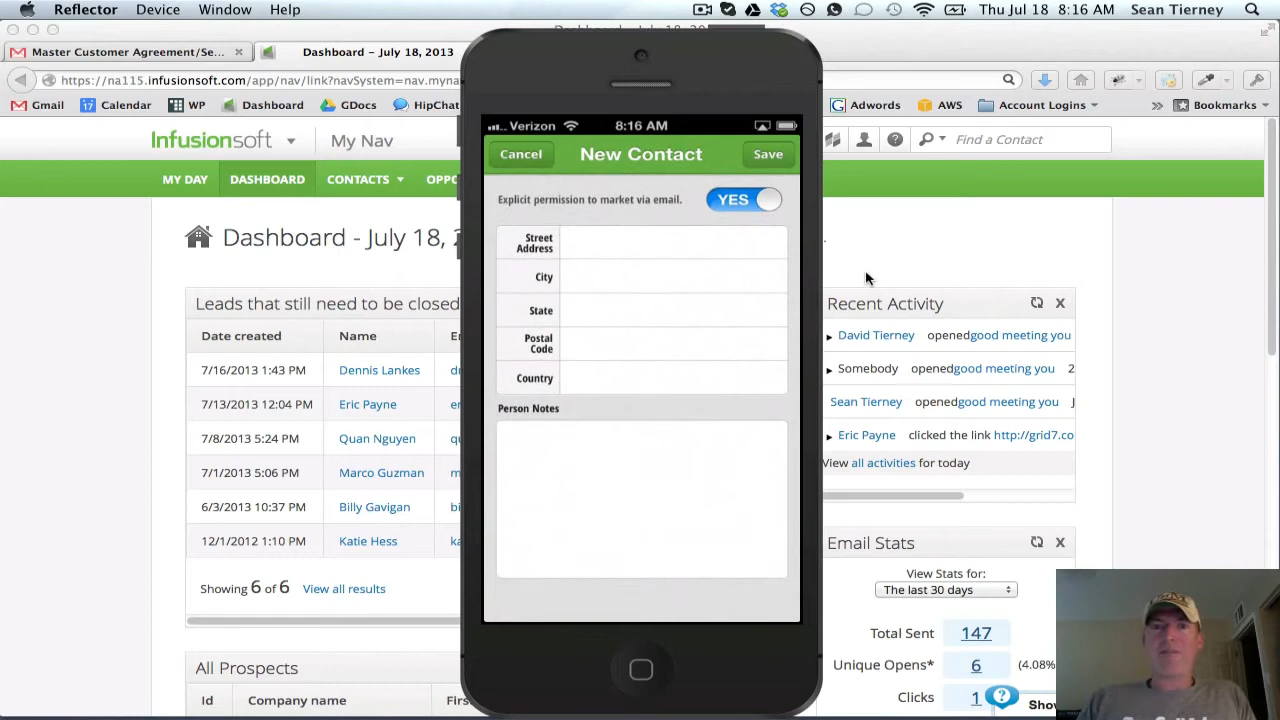 Reflector Device Window Help Thu Jul 18 8:16 AM Sean Tierney
Master Customer Agreement/Se...
Dashboard – July 18, 2013
https://na115.infusionsoft.com/app/nav/link?navSystem=nav.myna
Gmail Calendar WP Dashboard GDocs HipChat Adwords AWS Account Logins Bookmarks
17
Infusionsoft My Nav Find a Contact
MY DAY DASHBOARD CONTACTS
Dashboard - July 18, 2
Leads that still need to be closed
Date created Name
7/16/2013 1:43 PM Dennis Lankes
7/13/2013 12:04 PM Eric Payne
7/8/2013 5:24 PM Quan Nguyen
7/1/2013 5:06 PM Marco Guzman
6/3/2013 10:37 PM Billy Gavigan
12/1/2012 1:10 PM Katie Hess
Showing 6 of 6 View all results
All Prospects
Id Company name
Verizon 8:16 AM
Cancel New Contact Save
Explicit permission to market via email. YES
Street Address
City
State
Postal Code
Country
Person Notes
Recent Activity
David Tierney opened good meeting you
Somebody opened good meeting you 2
Sean Tierney opened good meeting you
Eric Payne clicked the link http://grid7.co
View all activities for today
Email Stats
View Stats for:
The last 30 days
Total Sent 147
Unique Opens* 6 (4.08%
Clicks 1
?